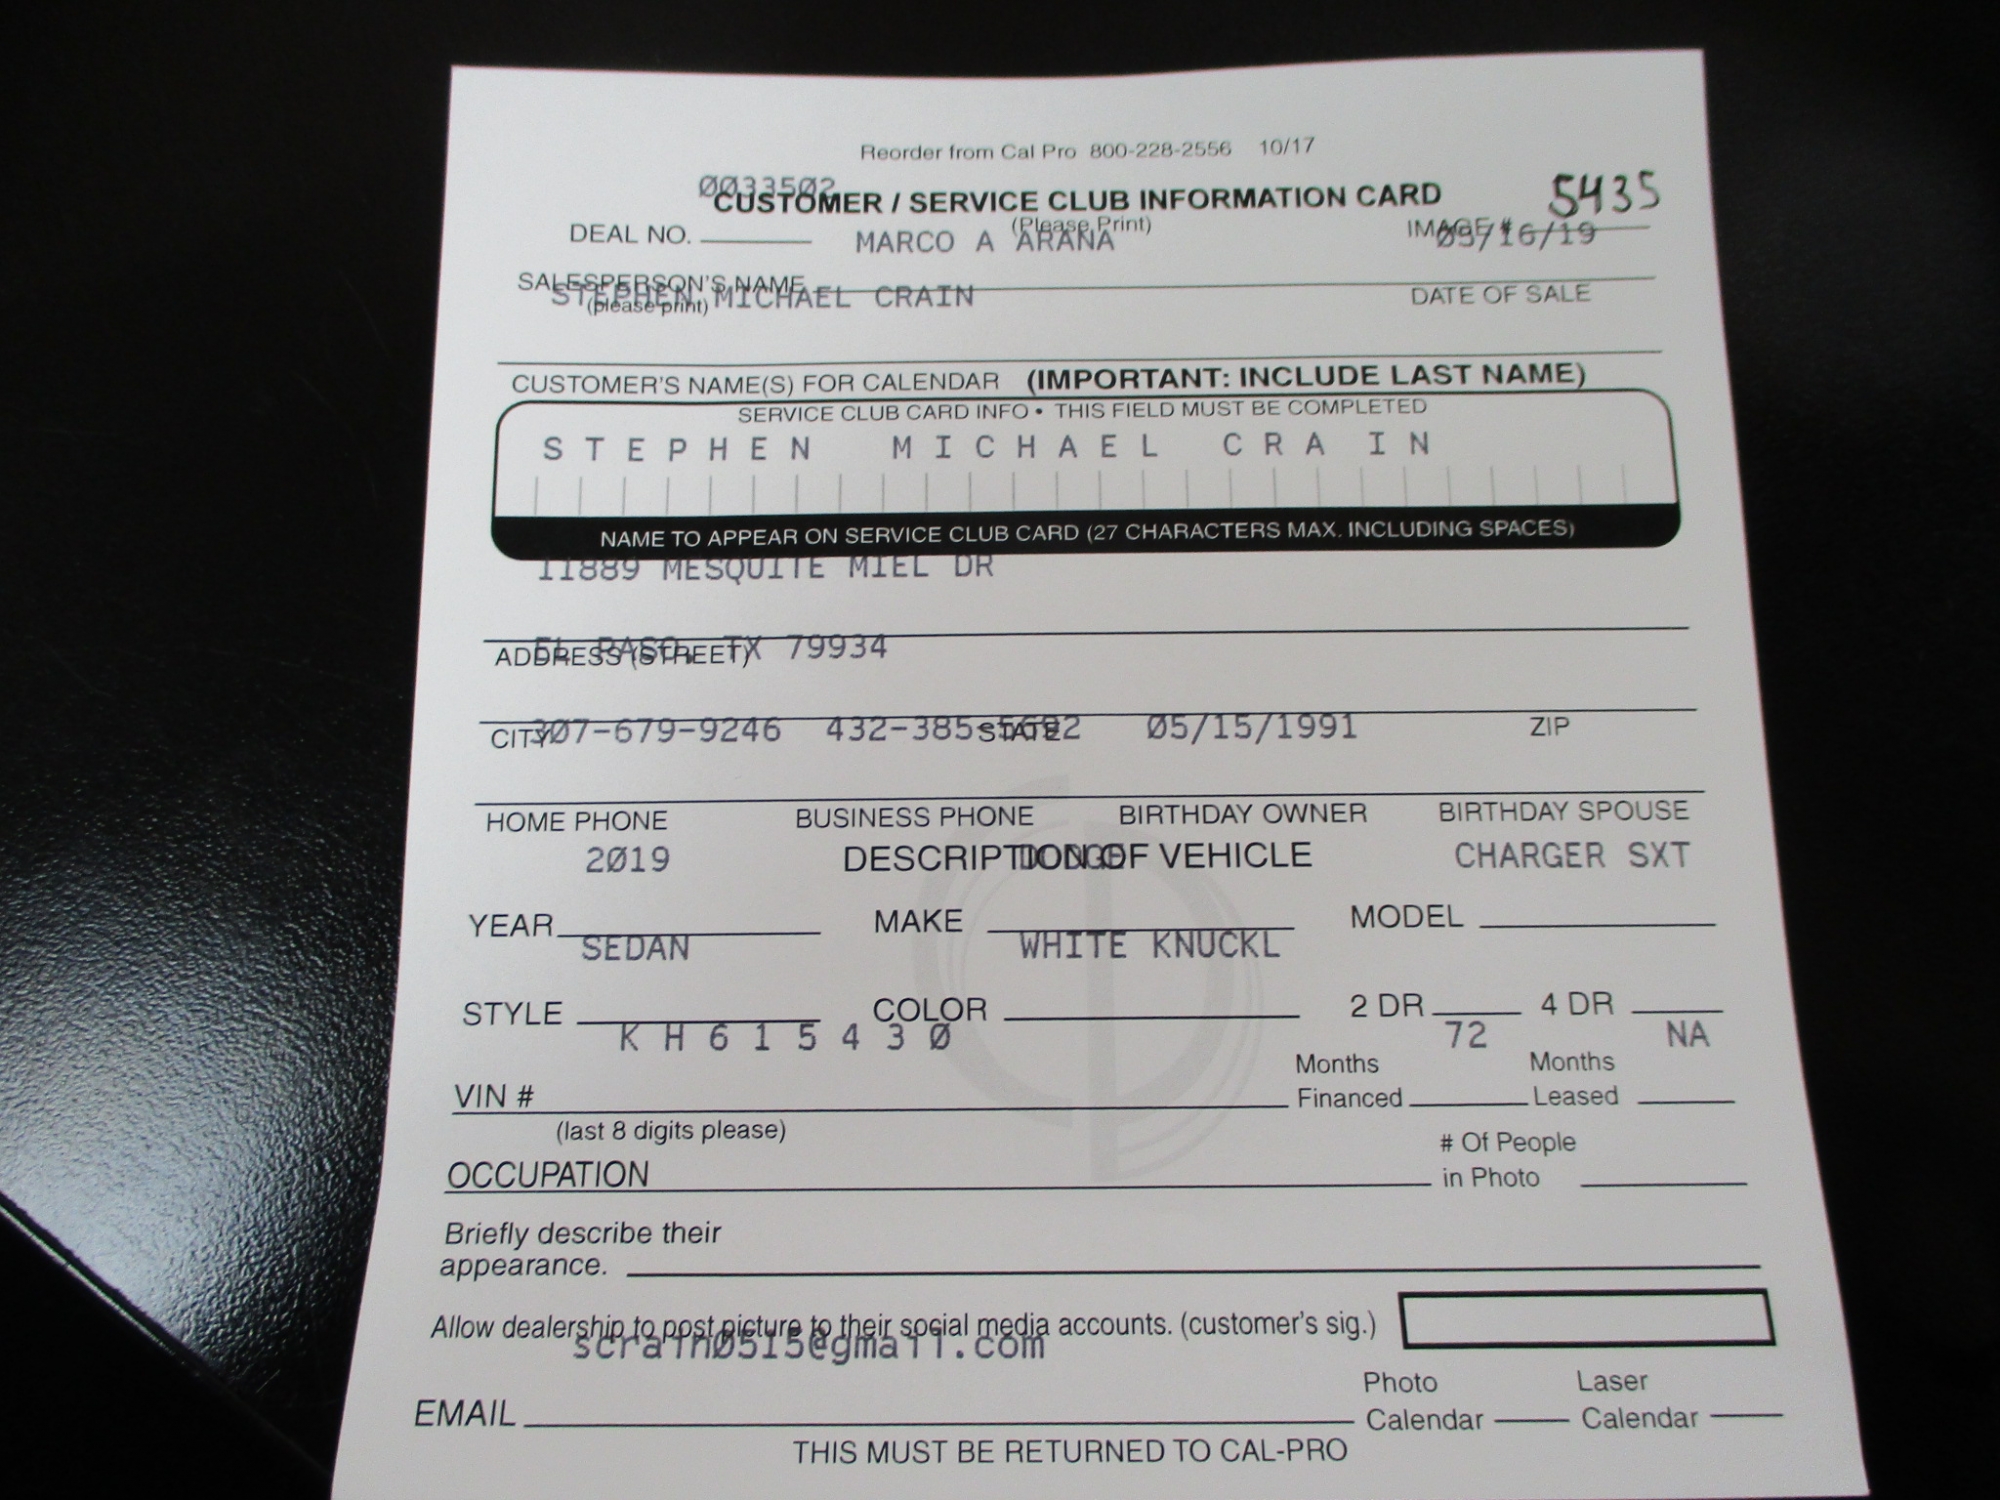 Reorder from Cal Pro 800-228-2556 10/17
0033502
CUSTOMER / SERVICE CLUB INFORMATION CARD
5435
(Please Print)
DEAL NO. MARCO A ARANA IMAGE # 09/16/19
SALESPERSON'S NAME
(please print)
STEPHEN MICHAEL CRAIN
DATE OF SALE
CUSTOMER'S NAME(S) FOR CALENDAR (IMPORTANT: INCLUDE LAST NAME)
SERVICE CLUB CARD INFO • THIS FIELD MUST BE COMPLETED
STEPHEN MICHAEL CRAIN
NAME TO APPEAR ON SERVICE CLUB CARD (27 CHARACTERS MAX. INCLUDING SPACES)
11889 MESQUITE MIEL DR
EL PASO, TX 79934
ADDRESS (STREET)
307-679-9246 432-385- 05/15/1991
CITY STATE ZIP
HOME PHONE BUSINESS PHONE BIRTHDAY OWNER BIRTHDAY SPOUSE
2019 DODGE CHARGER SXT
DESCRIPTION OF VEHICLE
YEAR MAKE MODEL
SEDAN WHITE KNUCKL
STYLE COLOR 2 DR 4 DR
KH615430 72 NA
VIN # Months Financed Months Leased
(last 8 digits please)
OCCUPATION # Of People in Photo
Briefly describe their
appearance.
Allow dealership to post picture to their social media accounts. (customer's sig.)
scrain0515@gmail.com
EMAIL Photo Calendar Laser Calendar
THIS MUST BE RETURNED TO CAL-PRO